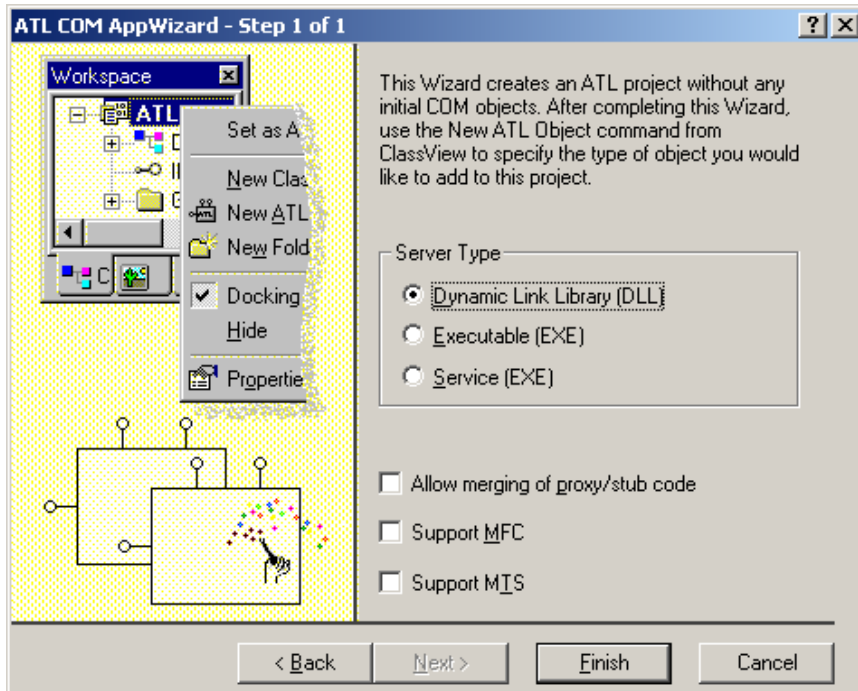 ATL COM AppWizard - Step 1 of 1
Workspace
ATL
Set as A
New Clas
New ATL
New Fold
Docking
Hide
Propertie
C
This Wizard creates an ATL project without any
initial COM objects. After completing this Wizard,
use the New ATL Object command from
ClassView to specify the type of object you would
like to add to this project.
Server Type
Dynamic Link Library (DLL)
Executable (EXE)
Service (EXE)
Allow merging of proxy/stub code
Support MFC
Support MTS
< Back
Next >
Finish
Cancel